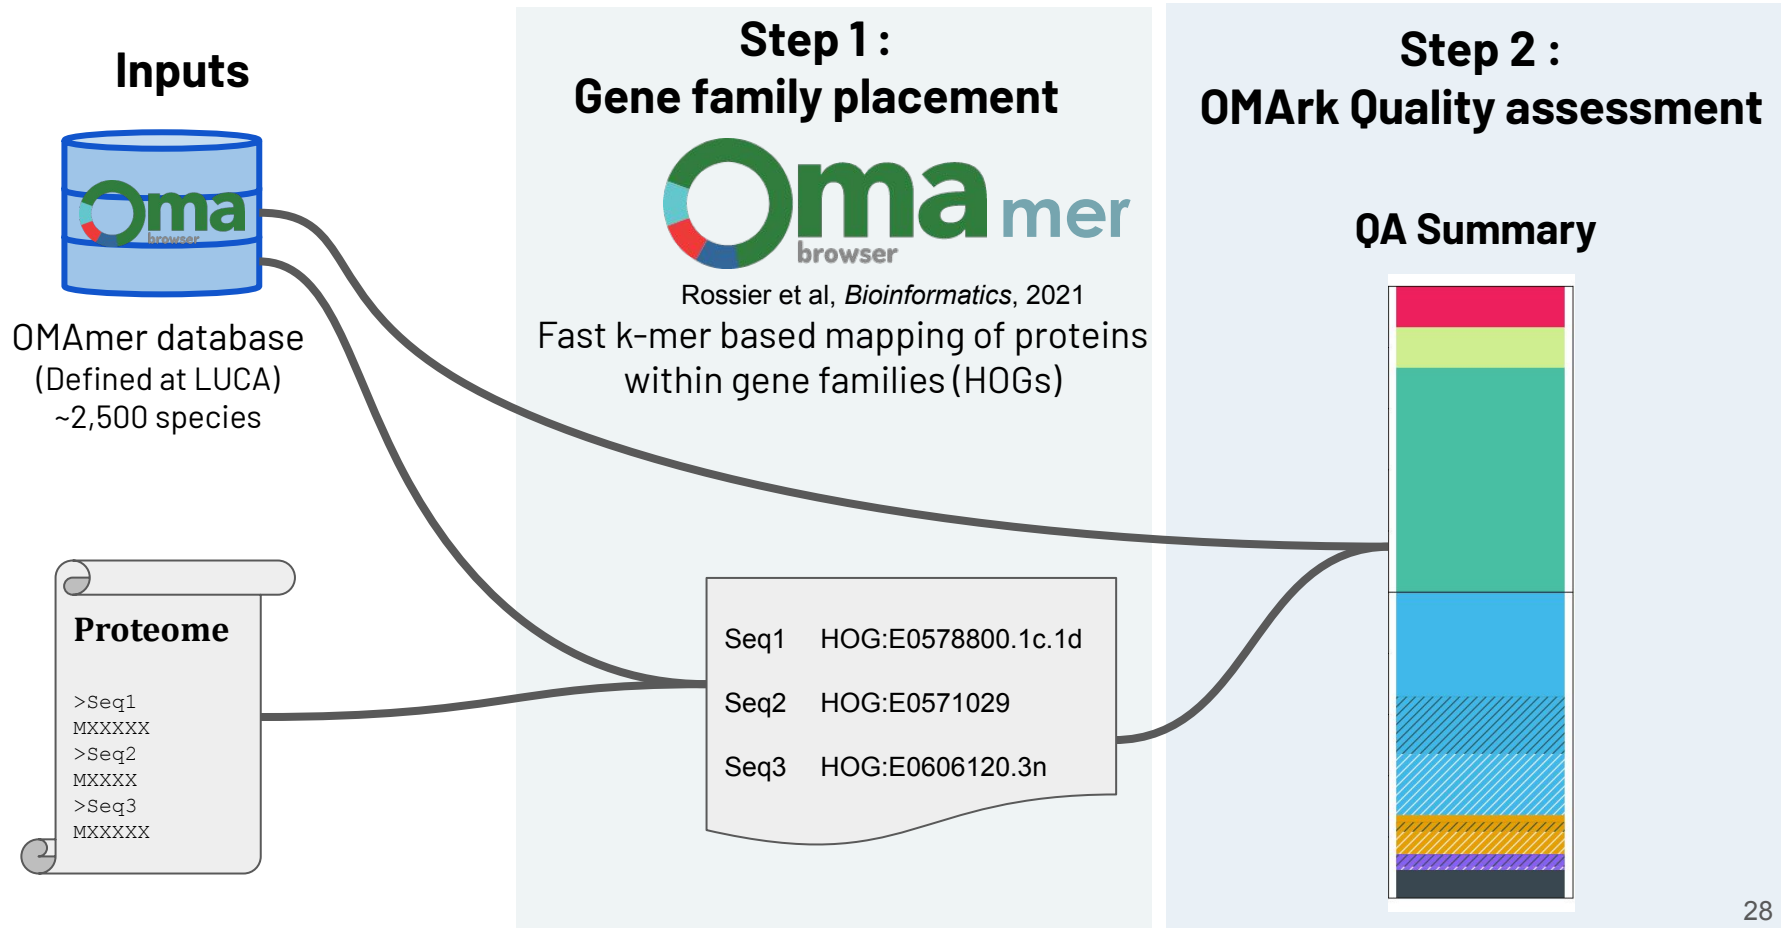 Inputs
Oma
browser
OMAmer database
(Defined at LUCA)
~2,500 species
Proteome
>Seq1
MXXXXX
>Seq2
MXXXX
>Seq3
MXXXXX
Step 1 :
Gene family placement
Oma mer
browser
Rossier et al, Bioinformatics, 2021
Fast k-mer based mapping of proteins
within gene families (HOGs)
Seq1 HOG:E0578800.1c.1d
Seq2 HOG:E0571029
Seq3 HOG:E0606120.3n
Step 2 :
OMArk Quality assessment
QA Summary
28